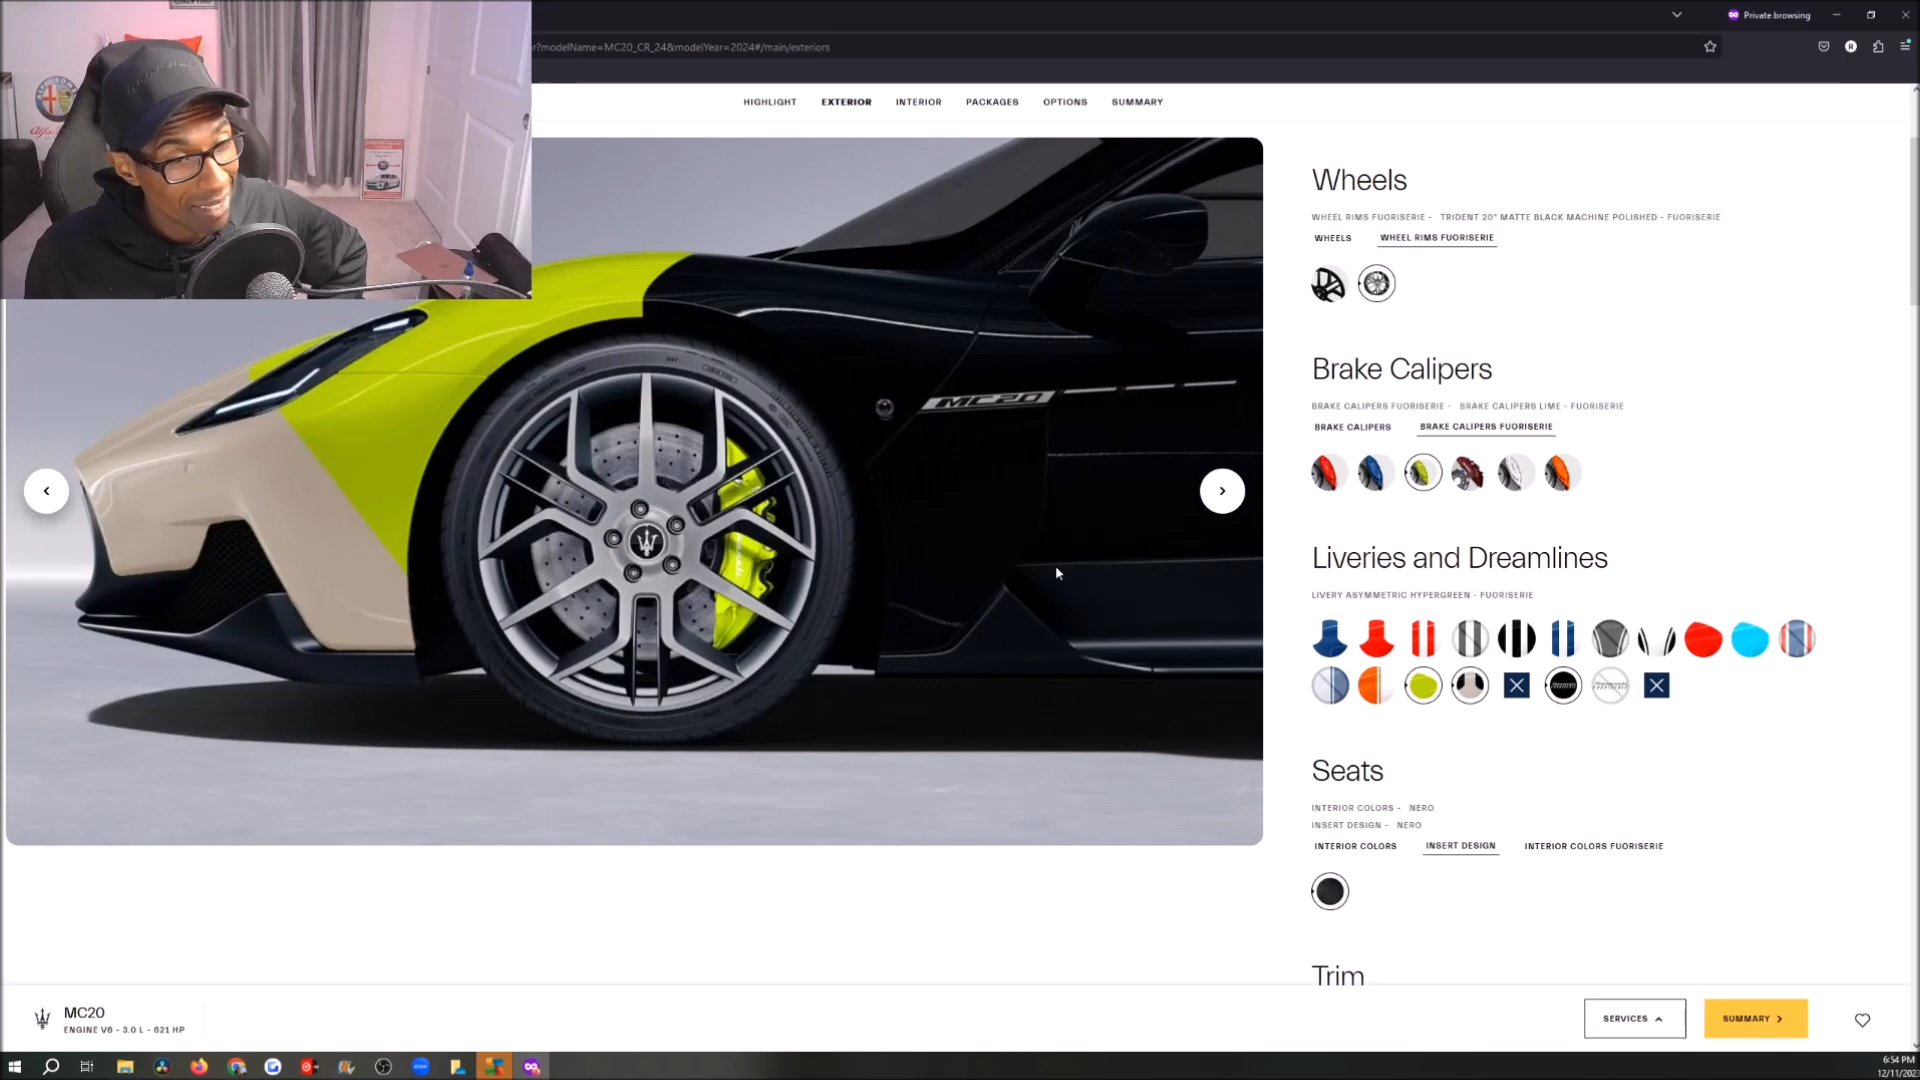 Private browsing
r?modelName=MC20_CR_24&modelYear=2024#/main/exteriors
HIGHLIGHT EXTERIOR INTERIOR PACKAGES OPTIONS SUMMARY
MC20
Wheels
WHEEL RIMS FUORISERIE - TRIDENT 20" MATTE BLACK MACHINE POLISHED - FUORISERIE
WHEELS WHEEL RIMS FUORISERIE
Brake Calipers
BRAKE CALIPERS FUORISERIE - BRAKE CALIPERS LIME - FUORISERIE
BRAKE CALIPERS BRAKE CALIPERS FUORISERIE
Liveries and Dreamlines
LIVERY ASYMMETRIC HYPERGREEN - FUORISERIE
Seats
INTERIOR COLORS - NERO
INSERT DESIGN - NERO
INTERIOR COLORS INSERT DESIGN INTERIOR COLORS FUORISERIE
Trim
MC20
ENGINE V6 - 3.0 L - 621 HP
SERVICES
SUMMARY
6:54 PM